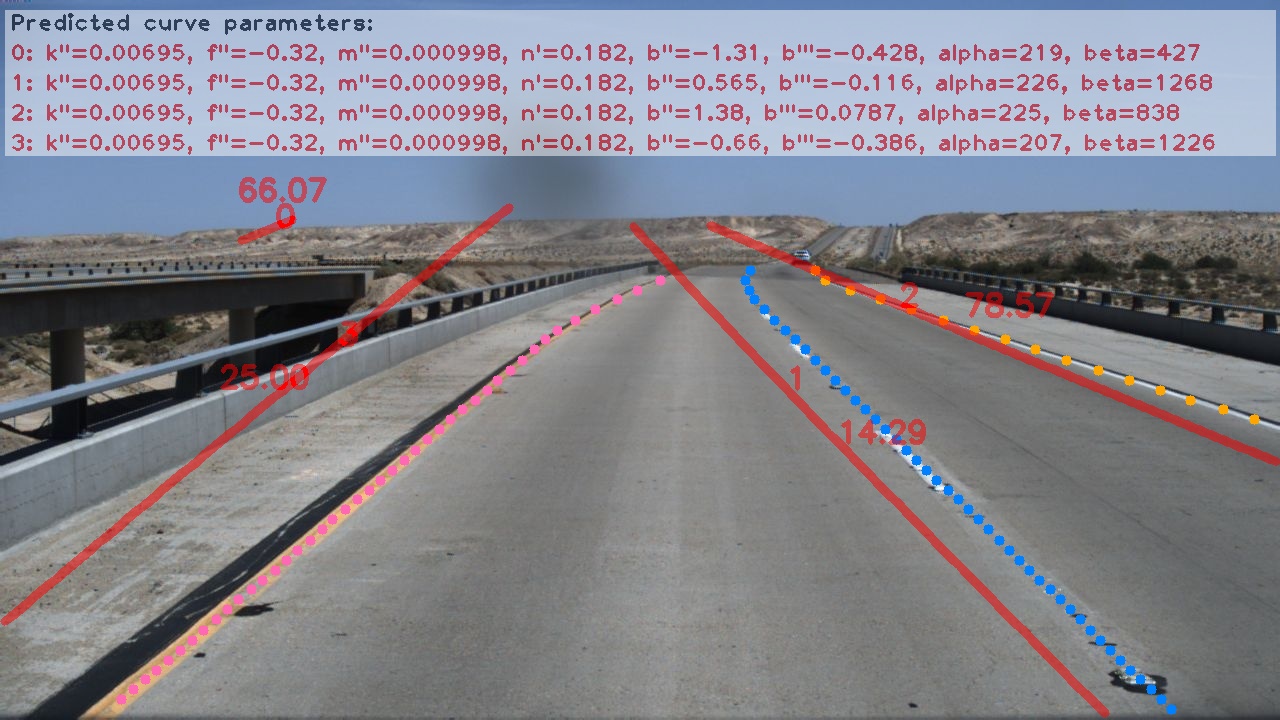 Predicted curve parameters:
0: k''=0.00695, f''=-0.32, m''=0.000998, n'=0.182, b''=-1.31, b'''=-0.428, alpha=219, beta=427
1: k''=0.00695, f''=-0.32, m''=0.000998, n'=0.182, b''=0.565, b'''=-0.116, alpha=226, beta=1268
2: k''=0.00695, f''=-0.32, m''=0.000998, n'=0.182, b''=1.38, b'''=0.0787, alpha=225, beta=838
3: k''=0.00695, f''=-0.32, m''=0.000998, n'=0.182, b''=-0.66, b'''=-0.386, alpha=207, beta=1226
66.07
0
2 78.57
25.00
1
14.29